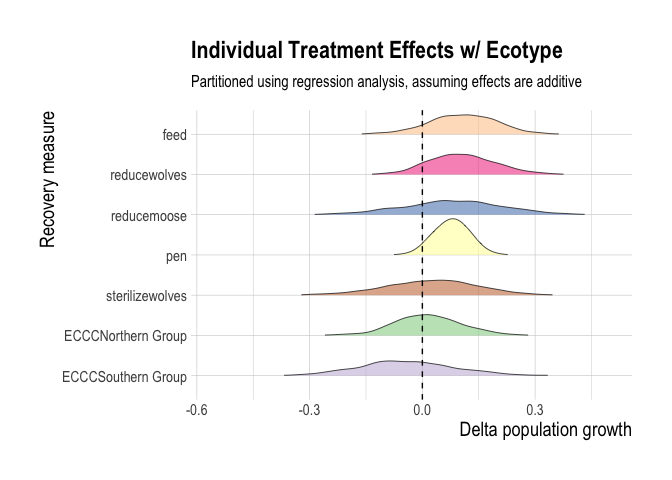 Individual Treatment Effects w/ Ecotype
Partitioned using regression analysis, assuming effects are additive
Recovery measure
feed
reducewolves
reducemoose
pen
sterilizewolves
ECCCNorthern Group
ECCCSouthern Group
-0.6 -0.3 0.0 0.3
Delta population growth